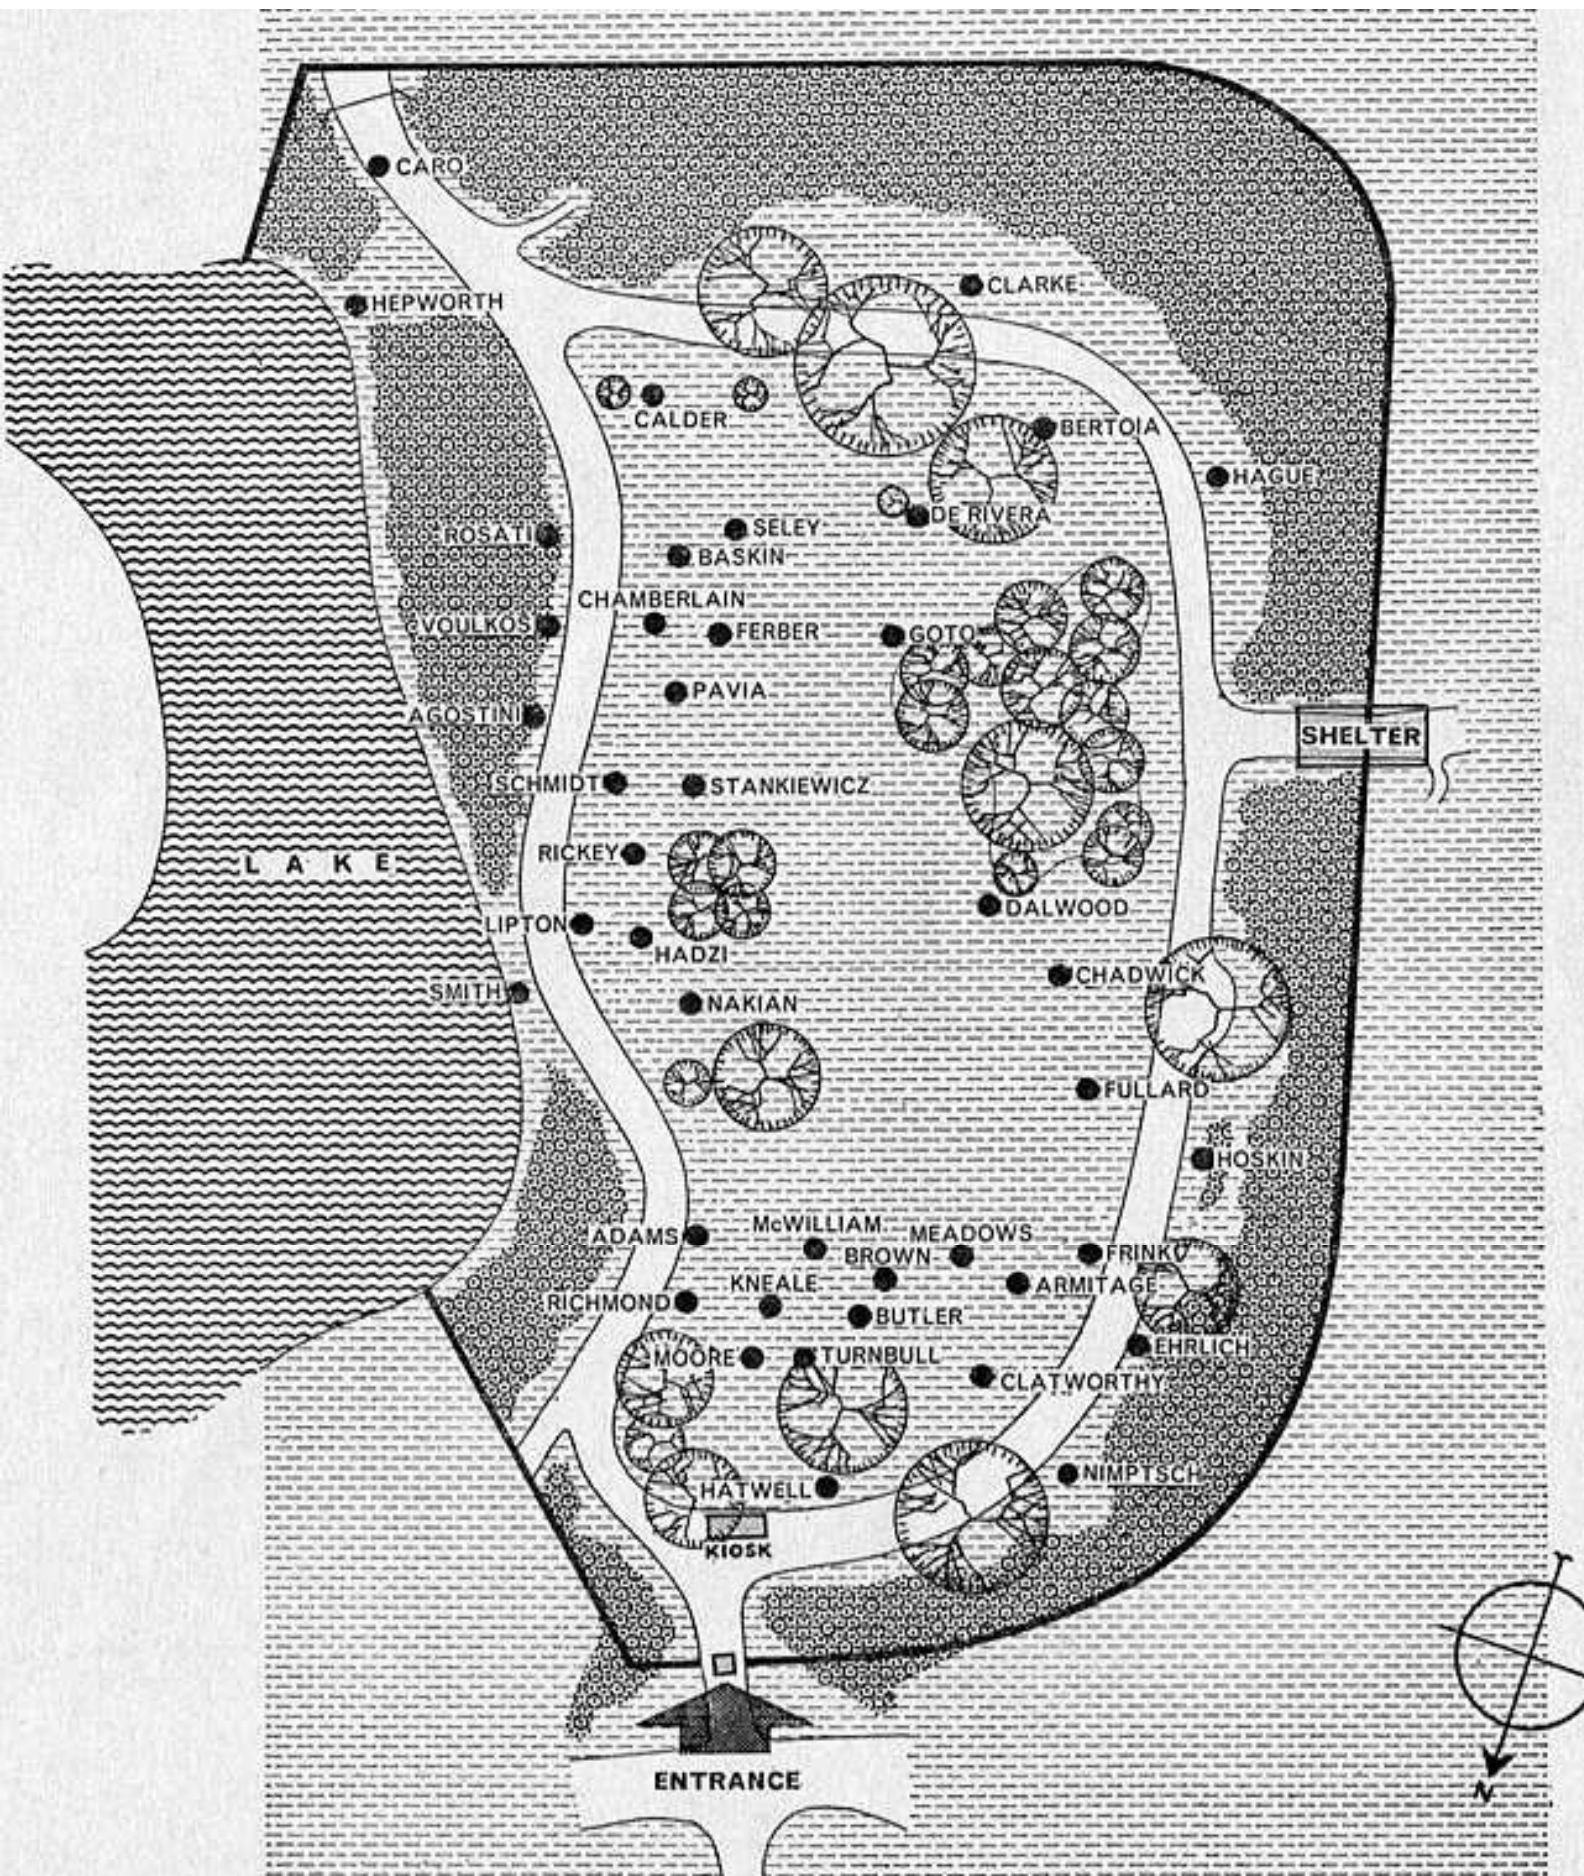 CARO
CLARKE
HEPWORTH
CALDER
BERTOIA
HAGUE
DE RIVERA
SELEY
ROSATI
BASKIN
CHAMBERLAIN
VOULKOS
FERBER
GOTO
PAVIA
AGOSTINI
SHELTER
SCHMIDT
STANKIEWICZ
RICKEY
LAKE
DALWOOD
LIPTON
HADZI
CHADWICK
SMITH
NAKIAN
FULLARD
HOSKIN
McWILLIAM
MEADOWS
ADAMS
BROWN
FRINK
KNEALE
ARMITAGE
RICHMOND
BUTLER
EHRLICH
MOORE
TURNBULL
CLATWORTHY
NIMPTSCH
HATWELL
KIOSK
ENTRANCE
N